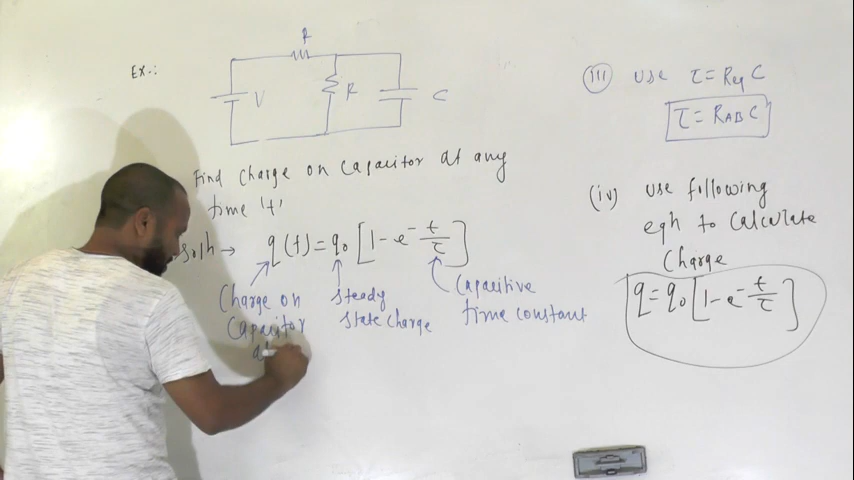 Ex.:
R
V
R
C
Find Charge on Capacitor at any
time 't'
soln → q(t) = q0 [1 - e^- t/τ]
Charge on
Capacitor
at
Steady
State Charge
Capacitive
time constant
(iii) Use τ = Req C
τ = RAB C
(iv) Use following
eqn to Calculate
Charge
q = q0 [1 - e^- t/τ]